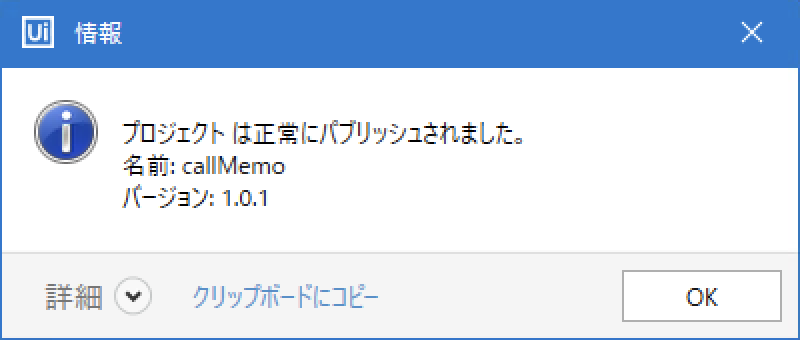 Ui 情報
プロジェクト は正常にパブリッシュされました。
名前: callMemo
バージョン: 1.0.1
詳細 クリップボードにコピー OK